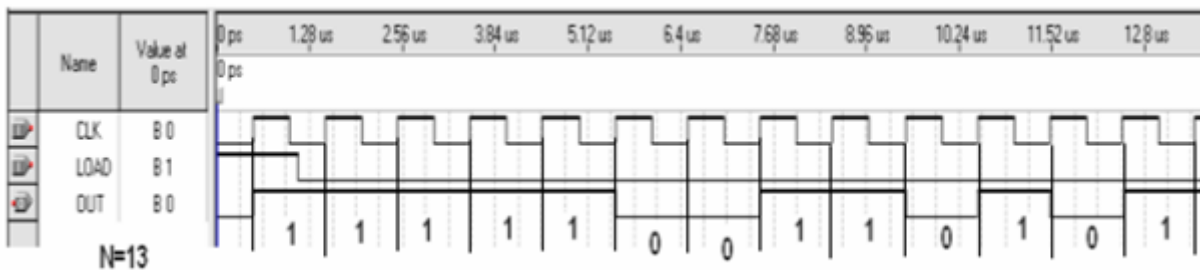 Name Value at 0 ps
0 ps 1.28 us 2.56 us 3.84 us 5.12 us 6.4 us 7.68 us 8.96 us 10.24 us 11.52 us 12.8 us
0 ps
CLK B 0
LOAD B 1
OUT B 0
1 1 1 1 1 0 0 1 1 0 1 0 1
N=13